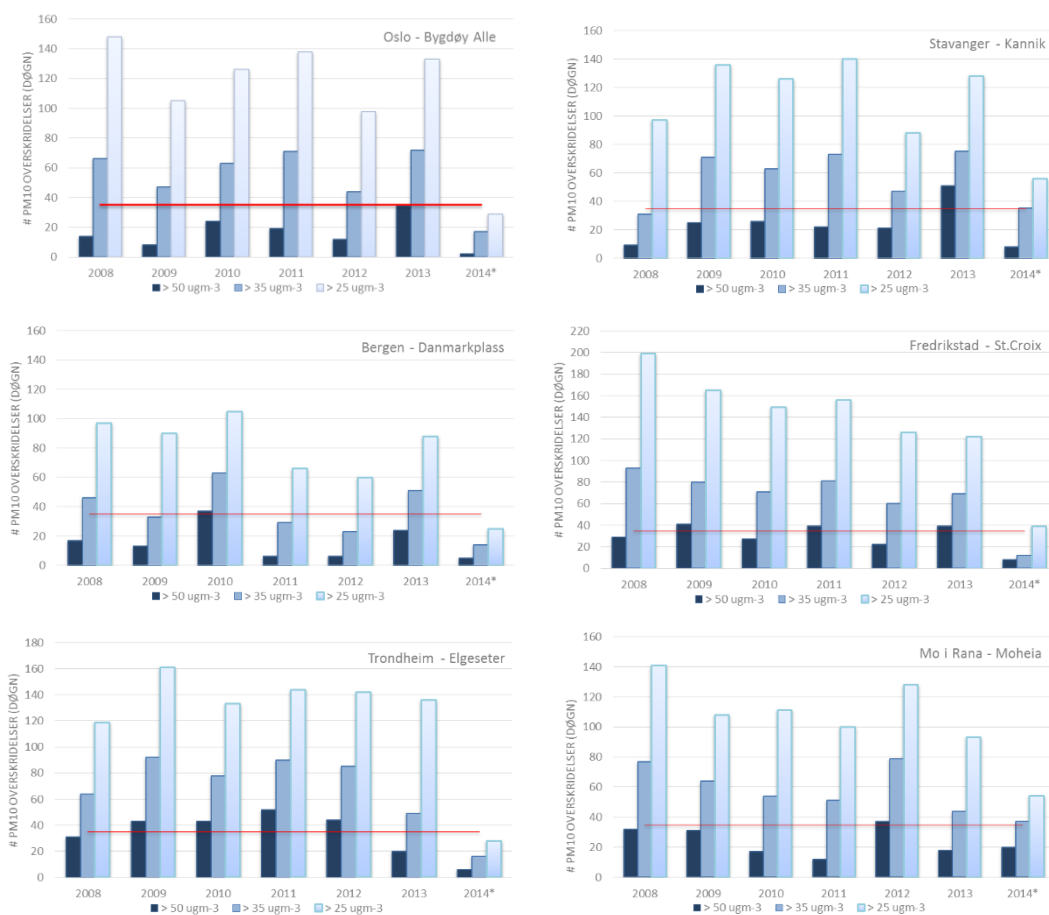 Oslo - Bygdøy Alle
# PM10 OVERSKRIDELSER (DØGN)
160
140
120
100
80
60
40
20
0
2008 2009 2010 2011 2012 2013 2014*
> 50 ugm-3 > 35 ugm-3 > 25 ugm-3
Stavanger - Kannik
# PM10 OVERSKRIDELSER (DØGN)
160
140
120
100
80
60
40
20
0
2008 2009 2010 2011 2012 2013 2014*
> 50 ugm-3 > 35 ugm-3 > 25 ugm-3
Bergen - Danmarkplass
# PM10 OVERSKRIDELSER (DØGN)
160
140
120
100
80
60
40
20
0
2008 2009 2010 2011 2012 2013 2014*
> 50 ugm-3 > 35 ugm-3 > 25 ugm-3
Fredrikstad - St.Croix
# PM10 OVERSKRIDELSER (DØGN)
220
200
180
160
140
120
100
80
60
40
20
0
2008 2009 2010 2011 2012 2013 2014*
> 50 ugm-3 > 35 ugm-3 > 25 ugm-3
Trondheim - Elgeseter
# PM10 OVERSKRIDELSER (DØGN)
180
160
140
120
100
80
60
40
20
0
2008 2009 2010 2011 2012 2013 2014*
> 50 ugm-3 > 35 ugm-3 > 25 ugm-3
Mo i Rana - Moheia
# PM10 OVERSKRIDELSER (DØGN)
160
140
120
100
80
60
40
20
0
2008 2009 2010 2011 2012 2013 2014*
> 50 ugm-3 > 35 ugm-3 > 25 ugm-3